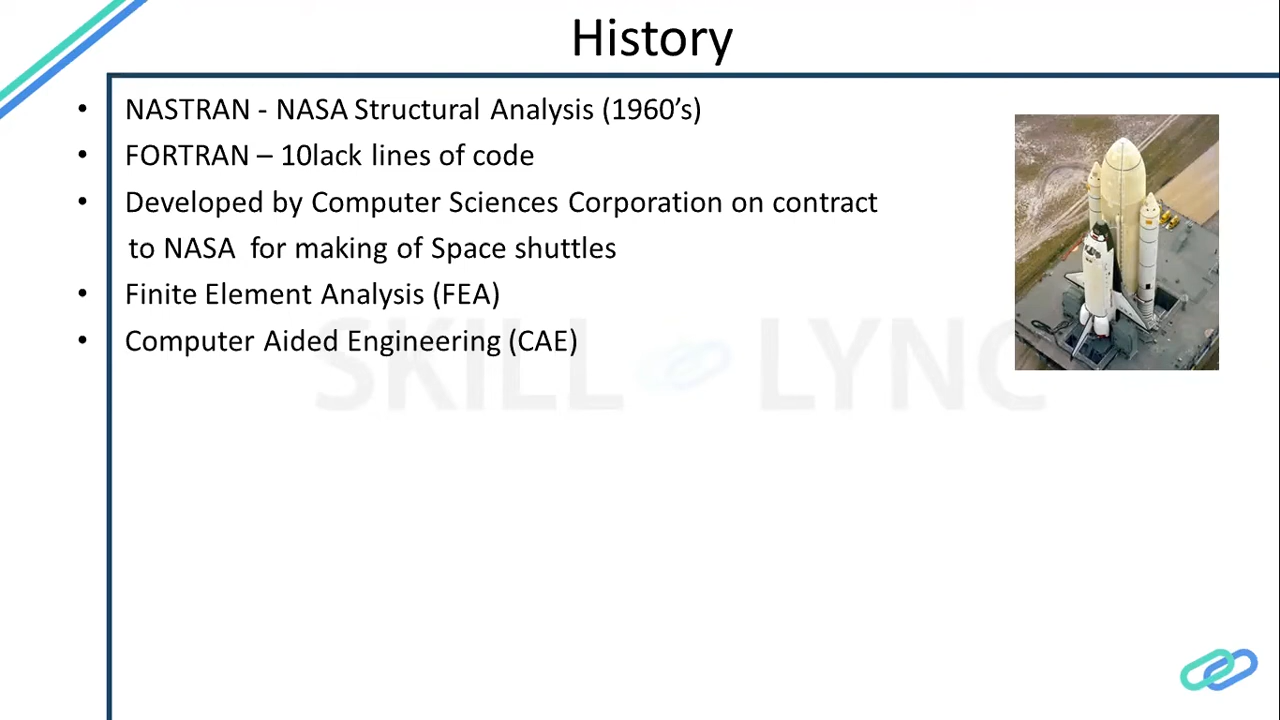 History
• NASTRAN - NASA Structural Analysis (1960’s)
• FORTRAN – 10lack lines of code
• Developed by Computer Sciences Corporation on contract
to NASA for making of Space shuttles
• Finite Element Analysis (FEA)
• Computer Aided Engineering (CAE)
SKILL LYNC